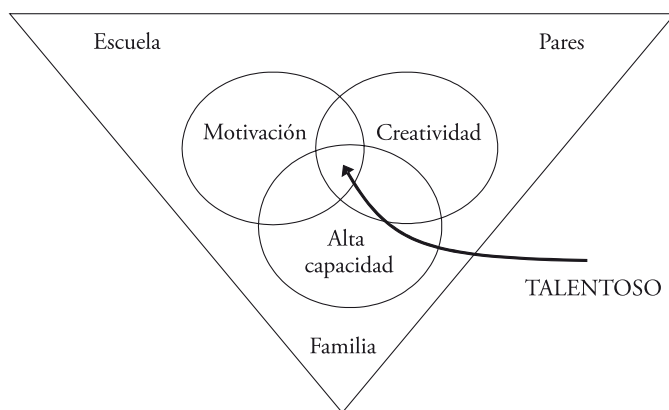 Escuela
Pares
Motivación
Creatividad
Alta
capacidad
TALENTOSO
Familia